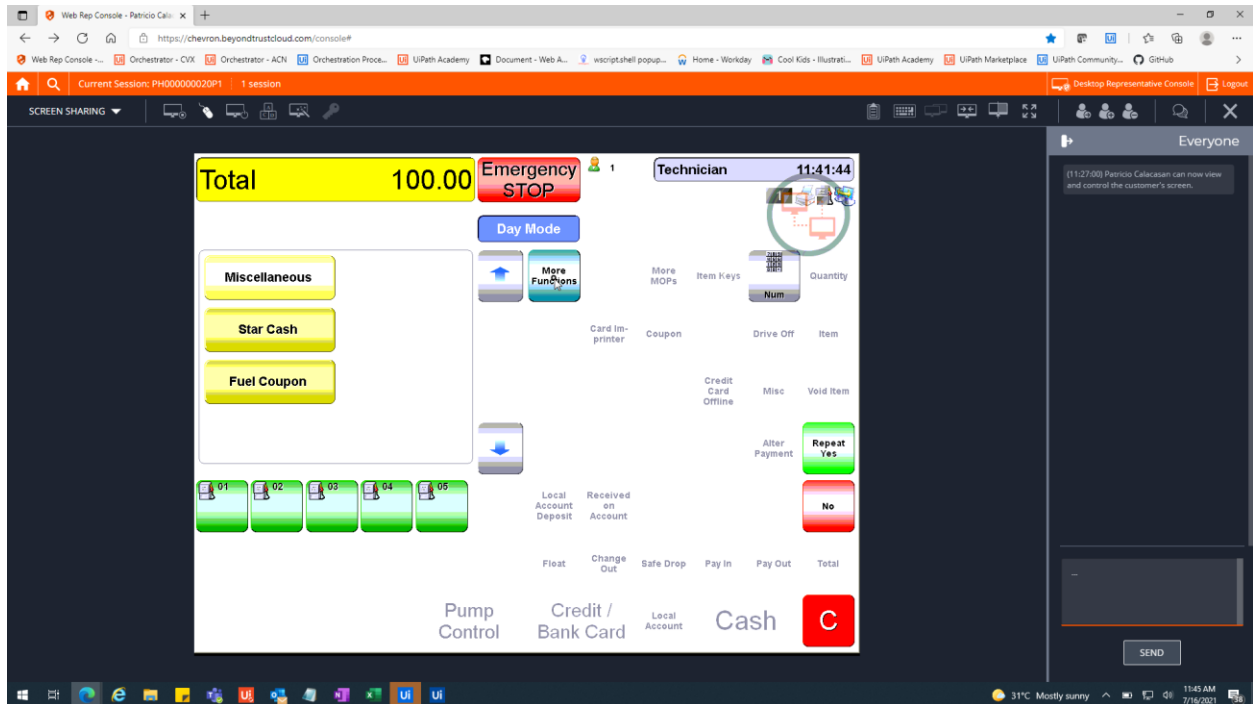 Web Rep Console - Patricio Cala
https://chevron.beyondtrustcloud.com/console#
Web Rep Console -...
Orchestrator - CVX
Orchestrator - ACN
Orchestration Proce...
UiPath Academy
Document - Web A...
wscript.shell popup...
Home - Workday
Cool Kids - Illustrati...
UiPath Academy
UiPath Marketplace
UiPath Community...
GitHub
Current Session: PH000000020P1
1 session
Desktop Representative Console
Logout
SCREEN SHARING
Everyone
(11:27:00) Patricio Calacasan can now view
and control the customer's screen.
Total 100.00
Emergency
STOP
1
Technician 11:41:44
1
Day Mode
Miscellaneous
Star Cash
Fuel Coupon
More
Functions
More
MOPs
Item Keys
Num
Quantity
Card Im-
printer
Coupon
Drive Off
Item
Credit
Card
Offline
Misc
Void Item
Alter
Payment
Repeat
Yes
01
02
03
04
05
Local
Account
Deposit
Received
on
Account
No
Float
Change
Out
Safe Drop
Pay In
Pay Out
Total
Pump
Control
Credit /
Bank Card
Local
Account
Cash
C
SEND
31°C Mostly sunny
11:45 AM
7/16/2021
38